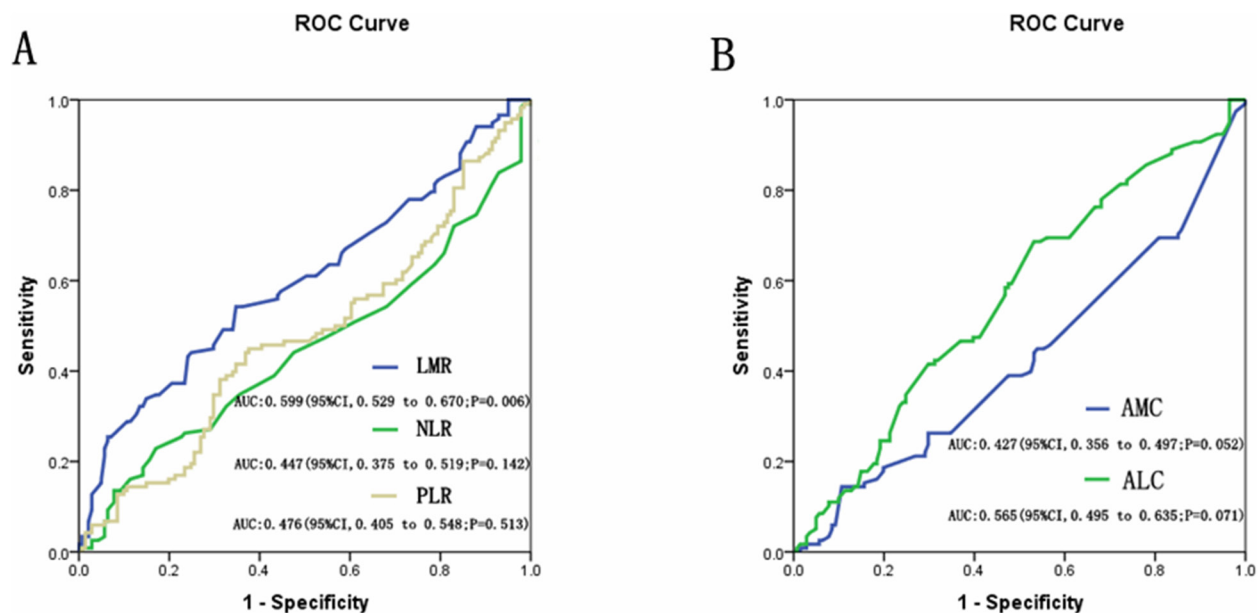 ROC Curve
A
1.0
0.8
0.6
0.4
0.2
0.0
Sensitivity
LMR
AUC:0.599(95%CI,0.529 to 0.670;P=0.006)
NLR
AUC:0.447(95%CI,0.375 to 0.519;P=0.142)
PLR
AUC:0.476(95%CI,0.405 to 0.548;P=0.513)
0.0 0.2 0.4 0.6 0.8 1.0
1 - Specificity
ROC Curve
B
1.0
0.8
0.6
0.4
0.2
0.0
Sensitivity
AMC
AUC:0.427(95%CI,0.356 to 0.497;P=0.052)
ALC
AUC:0.565(95%CI,0.495 to 0.635;P=0.071)
0.0 0.2 0.4 0.6 0.8 1.0
1 - Specificity